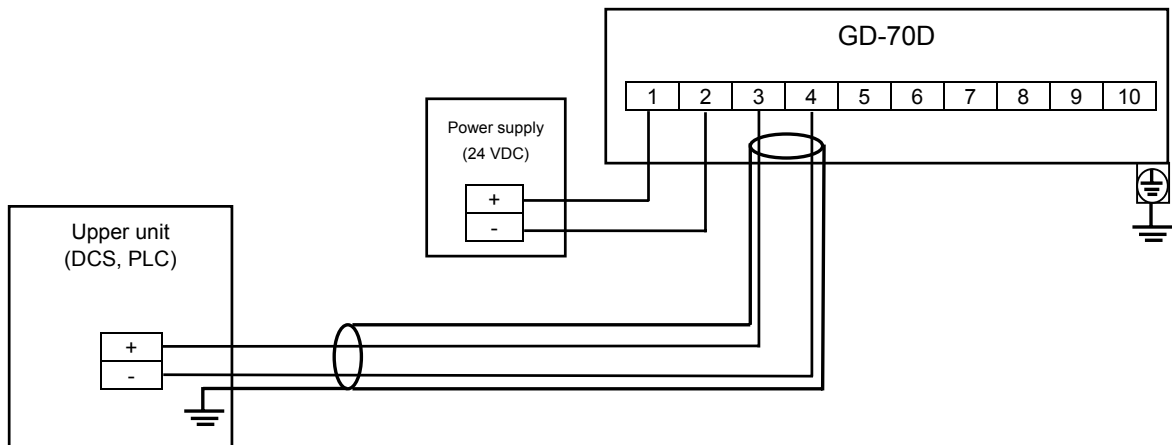 GD-70D
1 2 3 4 5 6 7 8 9 10
Power supply
(24 VDC)
+
-
Upper unit
(DCS, PLC)
+
-